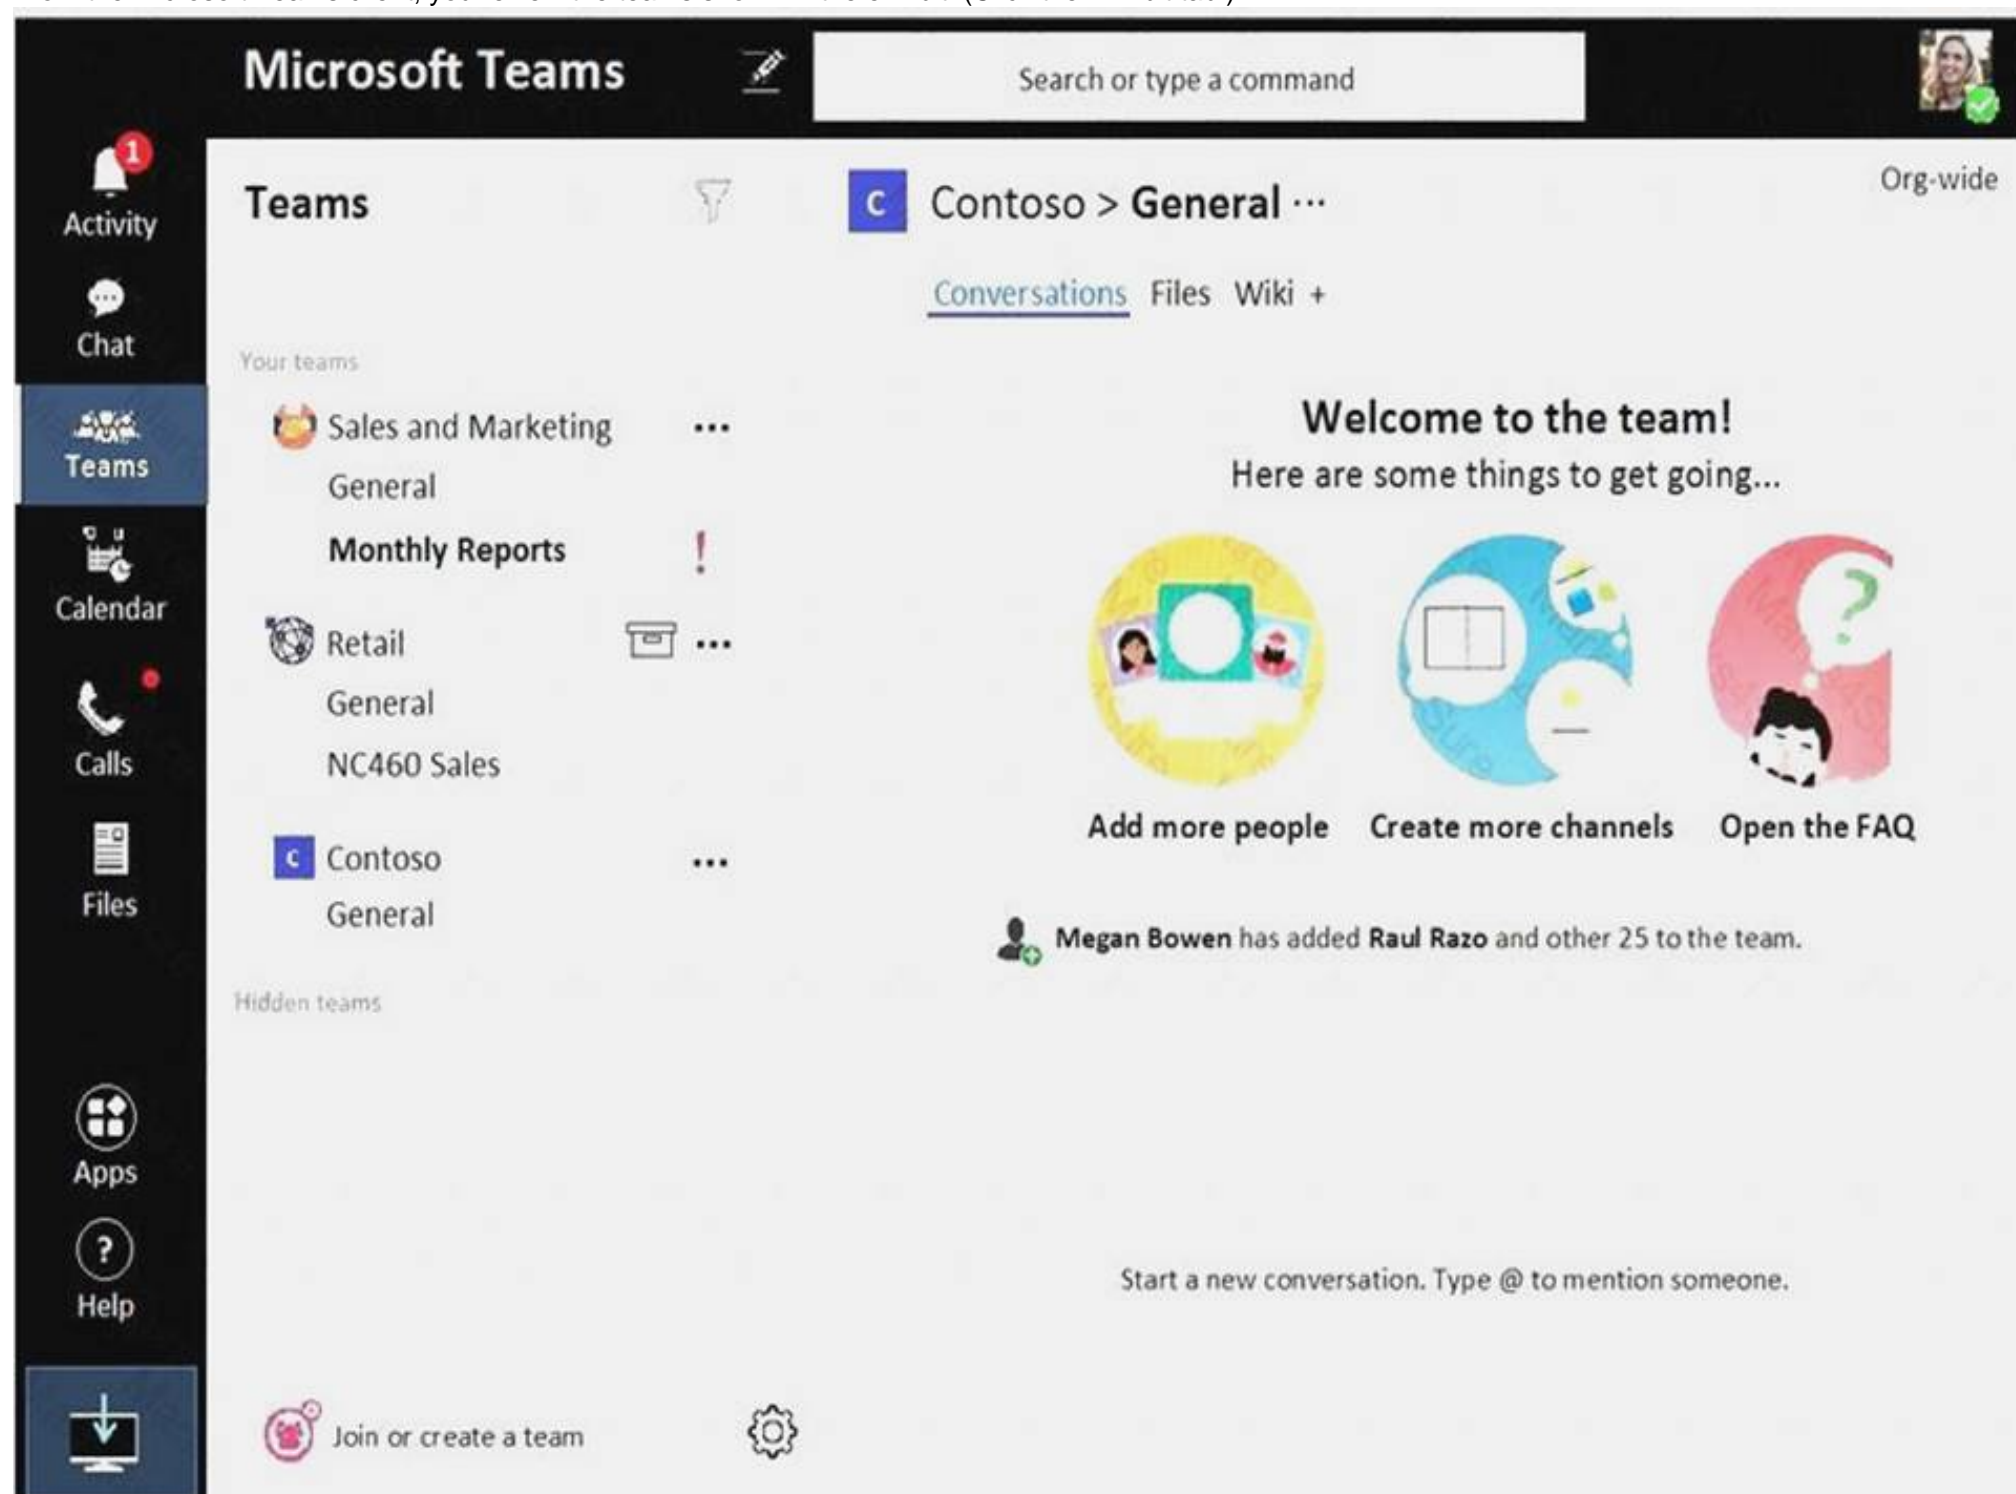 Microsoft Teams
Search or type a command
1
Activity
Chat
Teams
Calendar
Calls
Files
Apps
? Help
Teams
Your teams
Sales and Marketing ...
General
Monthly Reports !
Retail ...
General
NC460 Sales
C Contoso ...
General
Hidden teams
Join or create a team
C Contoso > General ...
Org-wide
Conversations Files Wiki +
Welcome to the team!
Here are some things to get going...
?
Add more people Create more channels Open the FAQ
Megan Bowen has added Raul Razo and other 25 to the team.
Start a new conversation. Type @ to mention someone.